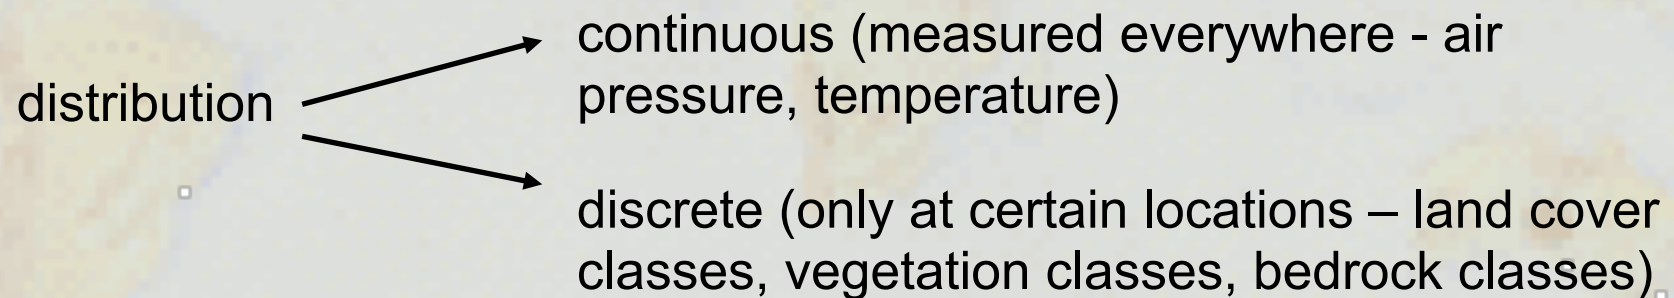 distribution
continuous (measured everywhere - air
pressure, temperature)
discrete (only at certain locations – land cover
classes, vegetation classes, bedrock classes)